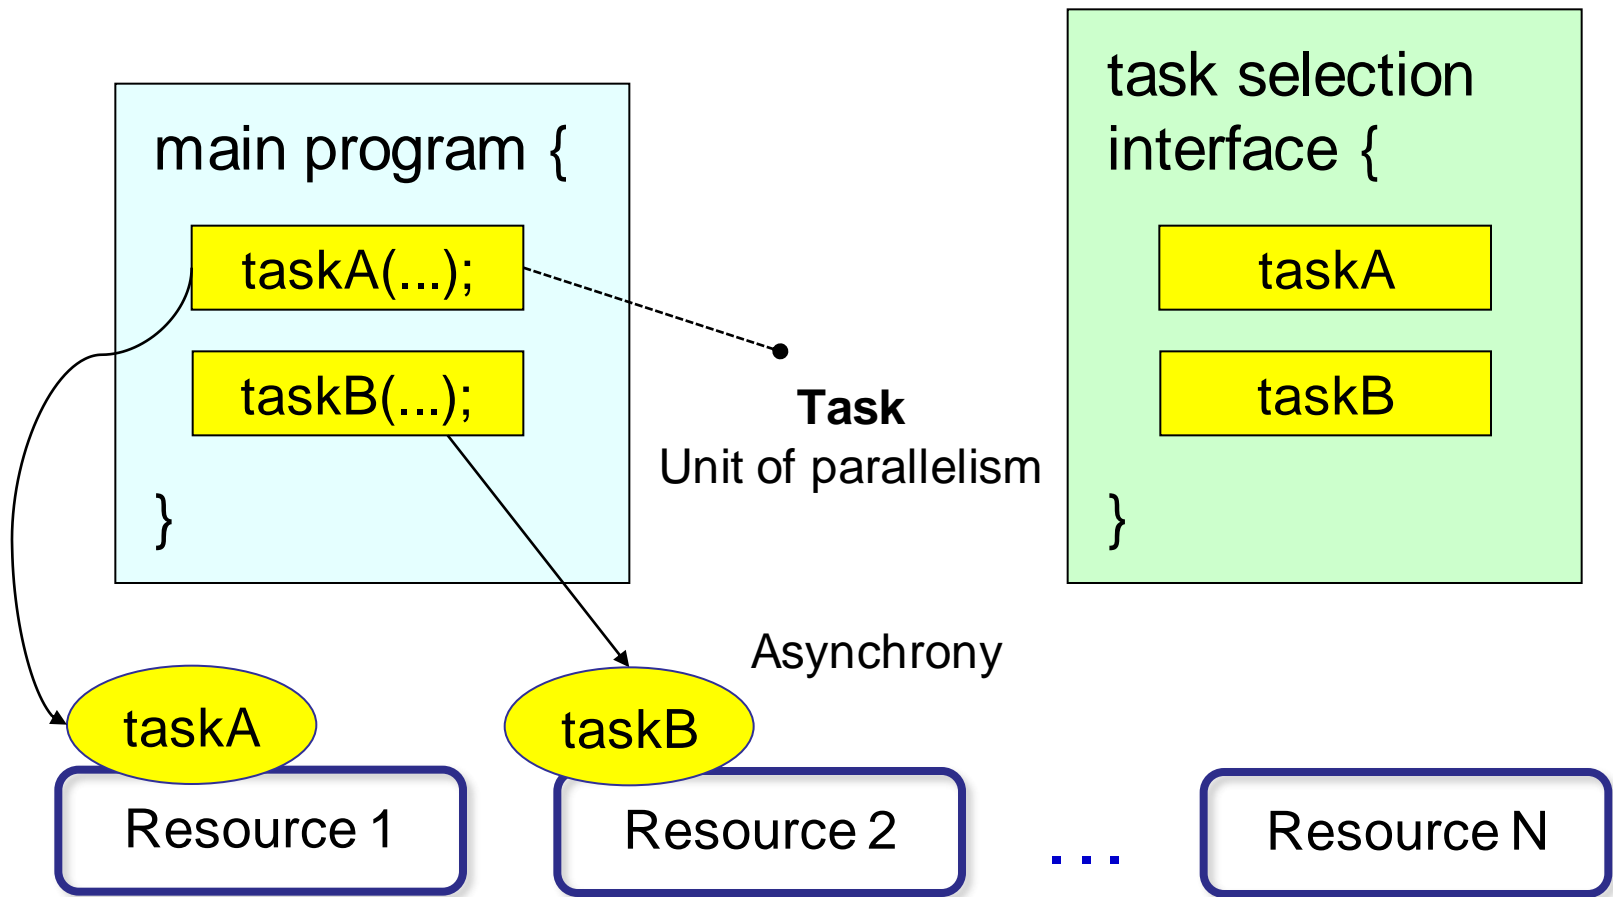 main program {
taskA(...);
taskB(...);
}
Task
Unit of parallelism
task selection
interface {
taskA
taskB
}
Asynchrony
taskA
taskB
Resource 1
Resource 2
...
Resource N